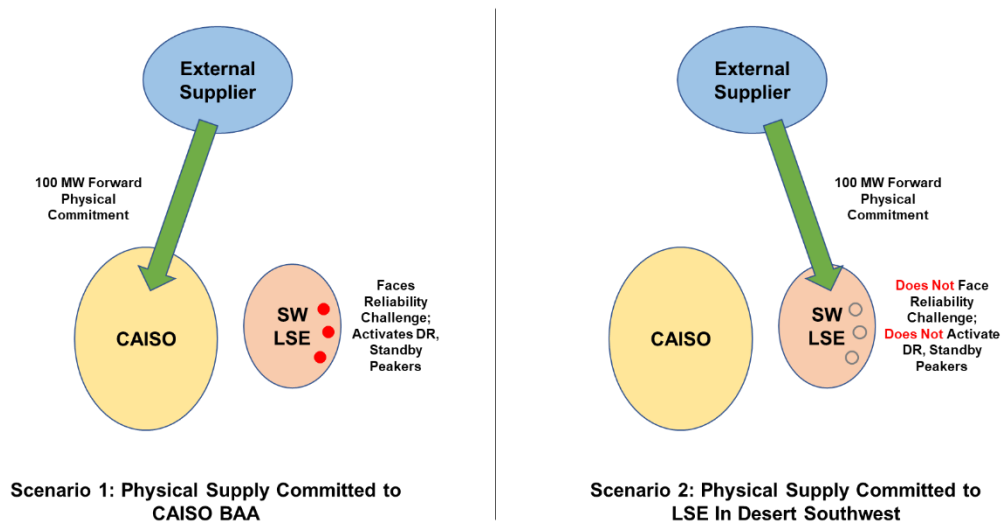 External
Supplier
100 MW Forward
Physical
Commitment
CAISO
SW
LSE
Faces
Reliability
Challenge;
Activates DR,
Standby
Peakers
Scenario 1: Physical Supply Committed to
CAISO BAA
External
Supplier
100 MW Forward
Physical
Commitment
CAISO
SW
LSE
Does Not Face
Reliability
Challenge;
Does Not Activate
DR, Standby
Peakers
Scenario 2: Physical Supply Committed to
LSE In Desert Southwest